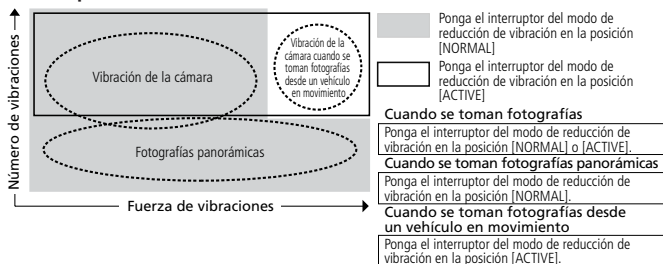 Número de vibraciones
Vibración de la cámara
Vibración de la
cámara cuando se
toman fotografías
desde un vehículo
en movimiento
Fotografías panorámicas
Fuerza de vibraciones
Ponga el interruptor del modo de
reducción de vibración en la posición
[NORMAL]
Ponga el interruptor del modo de
reducción de vibración en la posición
[ACTIVE]
Cuando se toman fotografías
Ponga el interruptor del modo de reducción de
vibración en la posición [NORMAL] o [ACTIVE].
Cuando se toman fotografías panorámicas
Ponga el interruptor del modo de reducción de
vibración en la posición [NORMAL].
Cuando se toman fotografías desde
un vehículo en movimiento
Ponga el interruptor del modo de reducción de
vibración en la posición [ACTIVE].